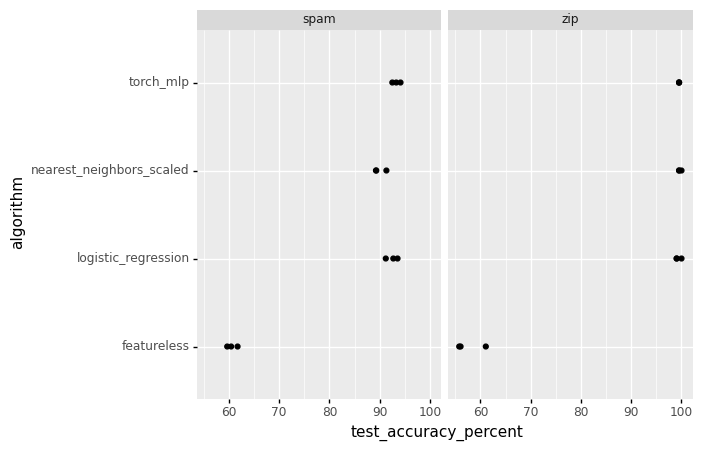 spam
zip
torch_mlp
nearest_neighbors_scaled
logistic_regression
featureless
algorithm
60 70 80 90 100
60 70 80 90 100
test_accuracy_percent